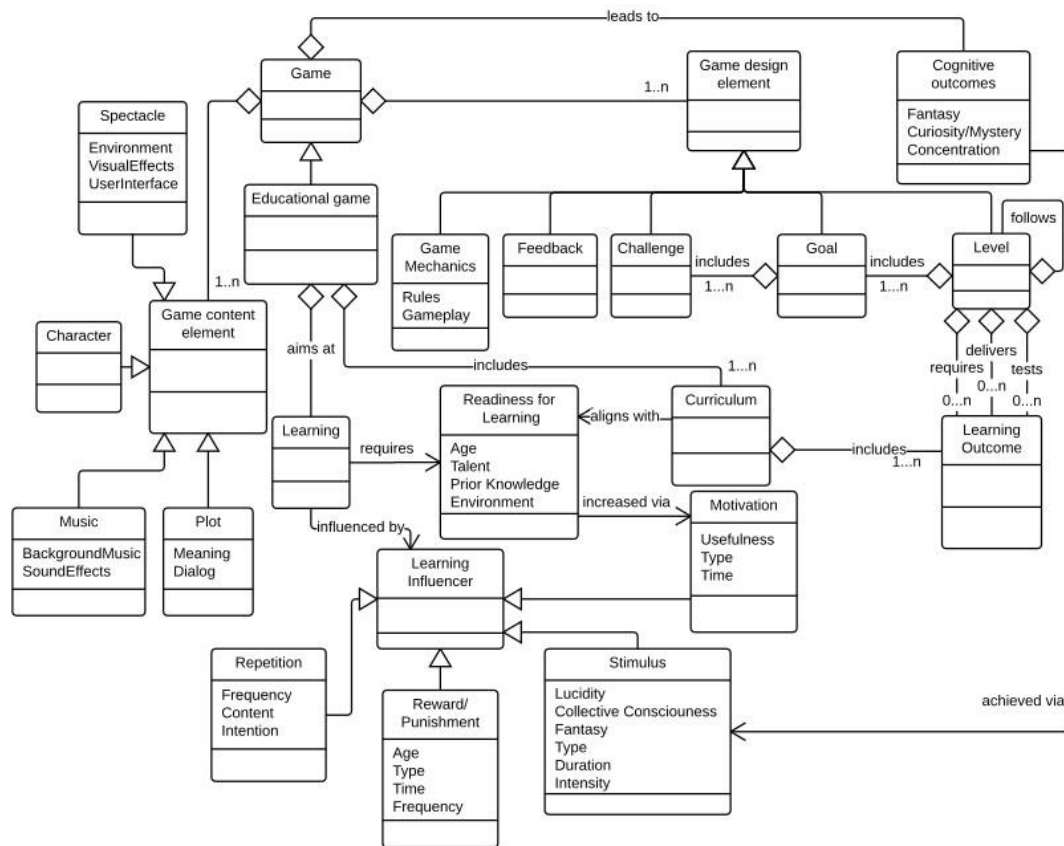 leads to
Game
Game design
element
1..n
Cognitive
outcomes
Fantasy
Curiosity/Mystery
Concentration
Spectacle
Environment
VisualEffects
UserInterface
Educational game
follows
Game
Mechanics
Rules
Gameplay
Feedback
Challenge
includes
1...n
Goal
includes
1...n
Level
1..n
Game content
element
Character
aims at
includes
1...n
requires
delivers
tests
0...n
0...n
0...n
Learning
requires
Readiness for
Learning
Age
Talent
Prior Knowledge
Environment
aligns with
Curriculum
includes
1...n
Learning
Outcome
increased via
Motivation
Usefulness
Type
Time
Music
BackgroundMusic
SoundEffects
Plot
Meaning
Dialog
influenced by
Learning
Influencer
Repetition
Frequency
Content
Intention
Reward/
Punishment
Age
Type
Time
Frequency
Stimulus
Lucidity
Collective Consciouness
Fantasy
Type
Duration
Intensity
achieved via